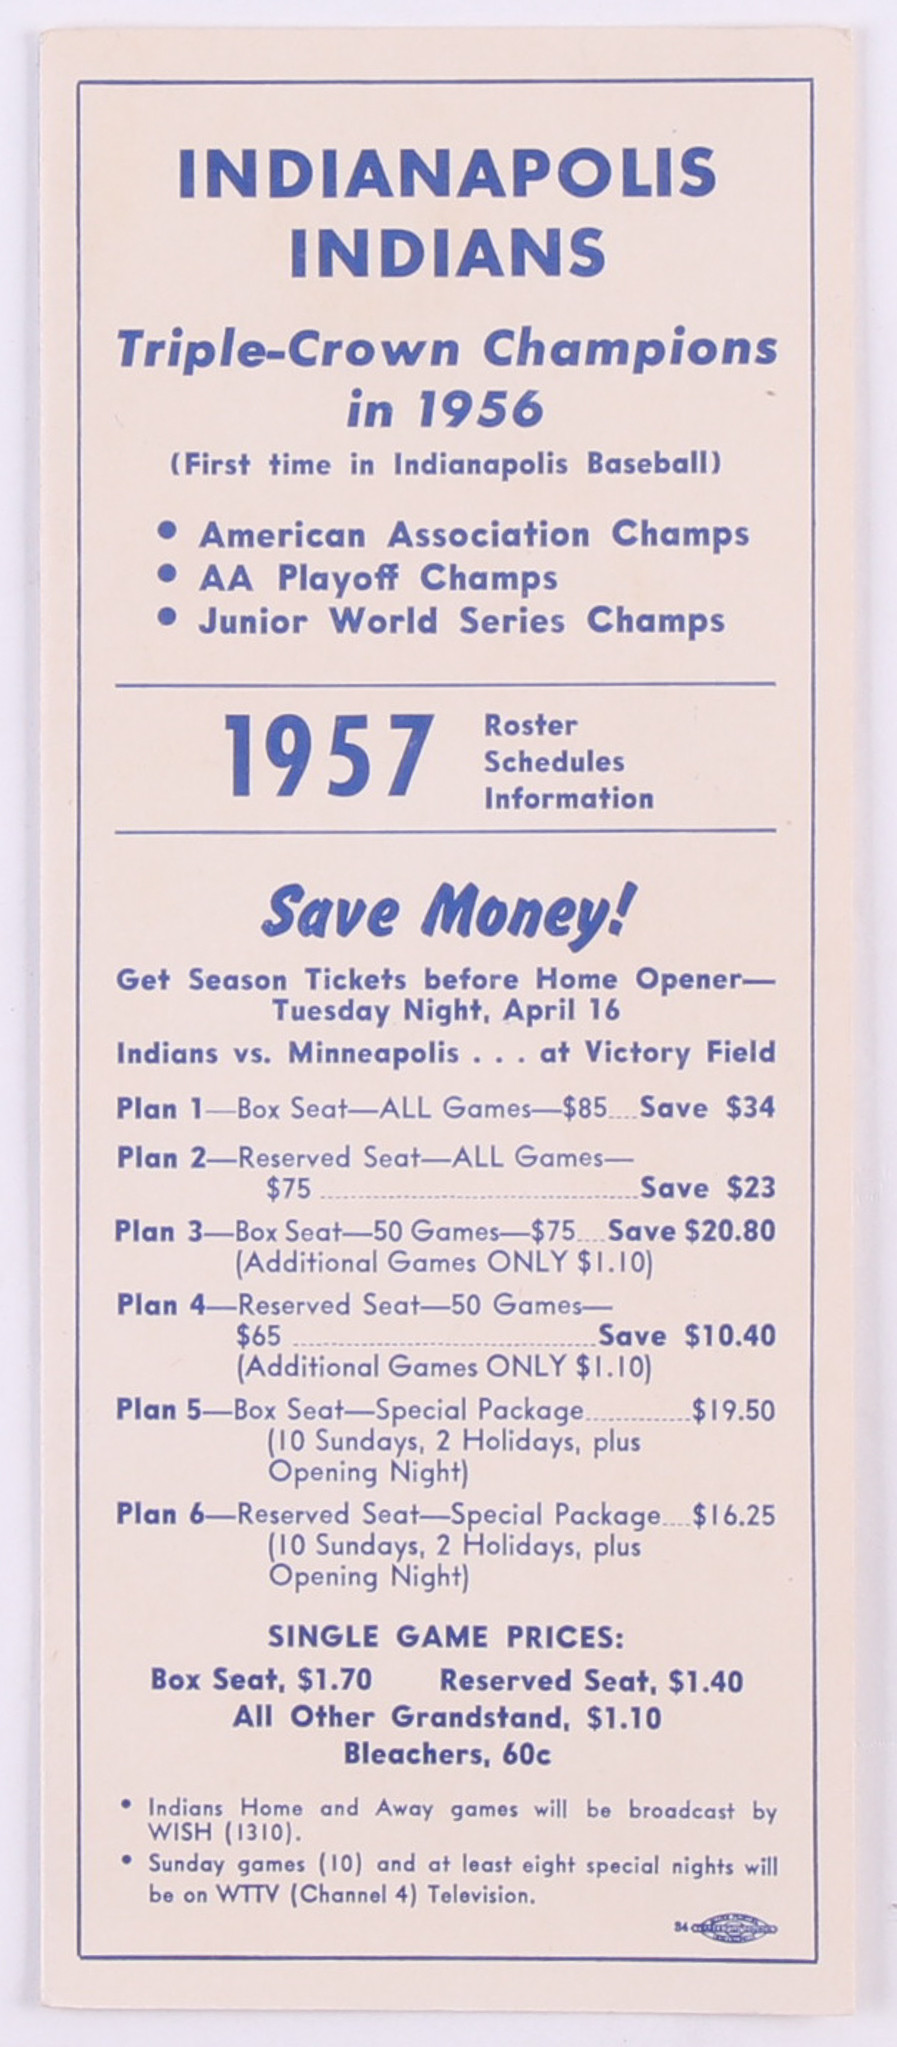 INDIANAPOLIS
INDIANS
Triple-Crown Champions
in 1956
(First time in Indianapolis Baseball)
• American Association Champs
• AA Playoff Champs
• Junior World Series Champs
1957
Roster
Schedules
Information
Save Money!
Get Season Tickets before Home Opener—
Tuesday Night, April 16
Indians vs. Minneapolis . . . at Victory Field
Plan 1—Box Seat—ALL Games—$85....Save $34
Plan 2—Reserved Seat—ALL Games—
$75 ........................................Save $23
Plan 3—Box Seat—50 Games—$75....Save $20.80
(Additional Games ONLY $1.10)
Plan 4—Reserved Seat—50 Games—
$65 ......................................Save $10.40
(Additional Games ONLY $1.10)
Plan 5—Box Seat—Special Package.............$19.50
(10 Sundays, 2 Holidays, plus
Opening Night)
Plan 6—Reserved Seat—Special Package....$16.25
(10 Sundays, 2 Holidays, plus
Opening Night)
SINGLE GAME PRICES:
Box Seat, $1.70 Reserved Seat, $1.40
All Other Grandstand, $1.10
Bleachers, 60c
• Indians Home and Away games will be broadcast by
WISH (1310).
• Sunday games (10) and at least eight special nights will
be on WTTV (Channel 4) Television.
34